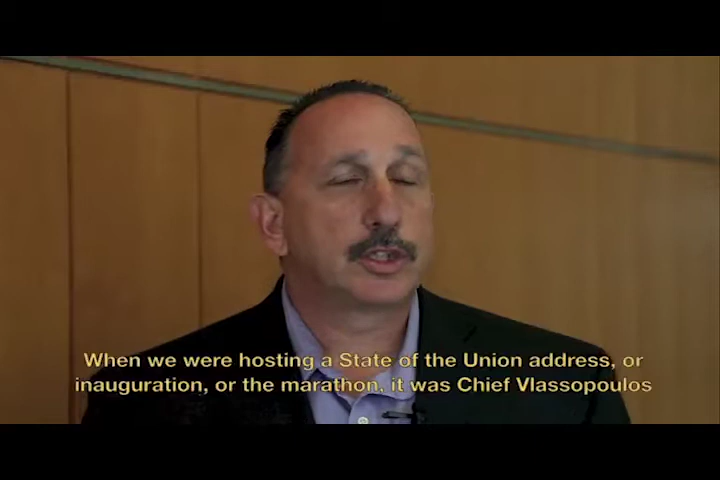 When we were hosting a State of the Union address, or
inauguration, or the marathon, it was Chief Vlassopoulos